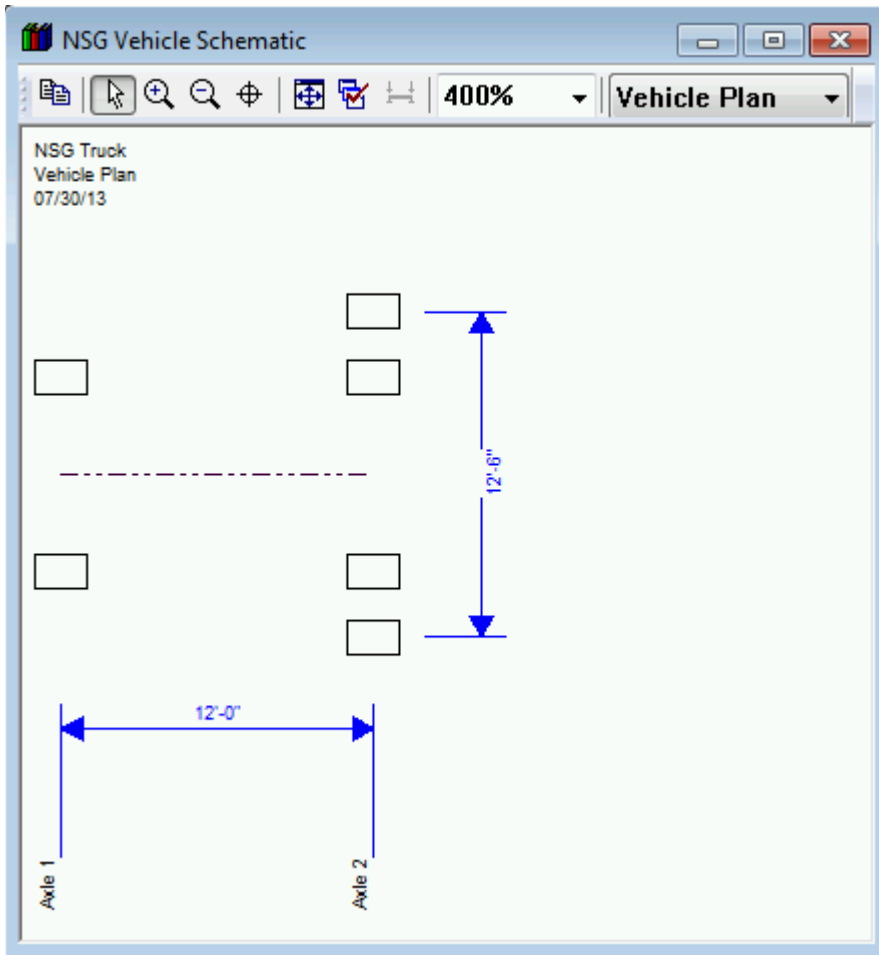 NSG Vehicle Schematic
400%
Vehicle Plan
NSG Truck
Vehicle Plan
07/30/13
12'-6"
12'-0"
Axle 1
Axle 2